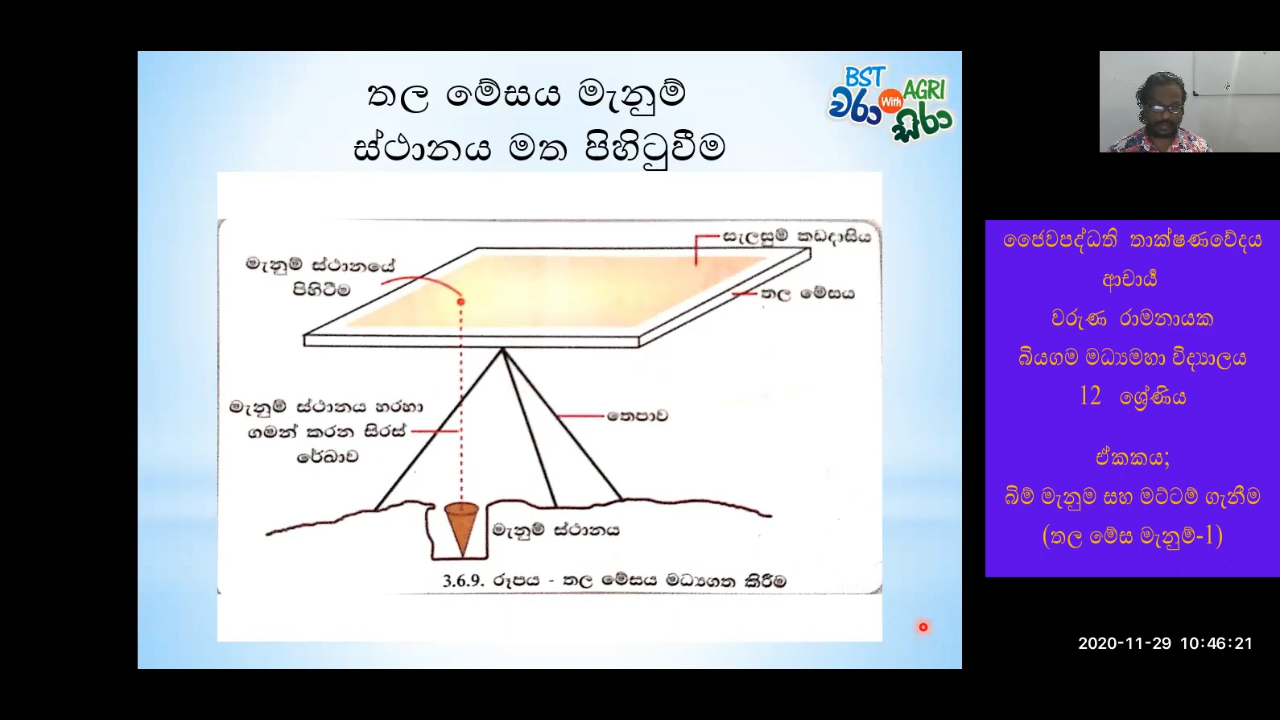 තල මේසය මැනුම්
ස්ථානය මත පිහිටුවීම
BST
වරා With AGRI
සිරා
සැලසුම් කඩදාසිය
මැනුම් ස්ථානයේ
පිහිටීම
තල මේසය
මැනුම් ස්ථානය හරහා
ගමන් කරන සිරස්
රේඛාව
තෙපාව
මැනුම් ස්ථානය
3.6.9. රූපය - තල මේසය මධ්‍යගත කිරීම
ජෛවපද්ධති තාක්ෂණවේදය
ආචාර්ය
වරුණ රාමනායක
බියගම මධ්‍යමහා විද්‍යාලය
12 ශ්‍රේණිය
ඒකකය;
බිම් මැනුම සහ මට්ටම් ගැනීම
(තල මේස මැනුම්-1)
2020-11-29 10:46:21